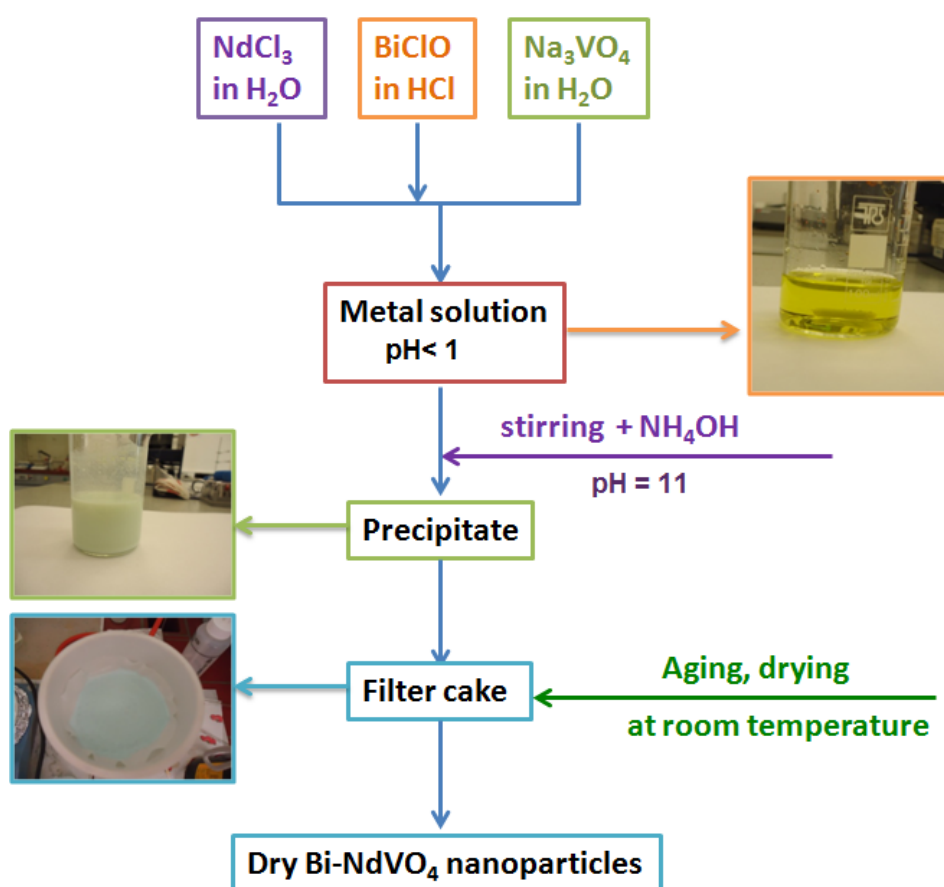 NdCl₃
in H₂O
BiClO
in HCl
Na₃VO₄
in H₂O
Metal solution
pH< 1
stirring + NH₄OH
pH = 11
Precipitate
Filter cake
Aging, drying
at room temperature
Dry Bi-NdVO₄ nanoparticles